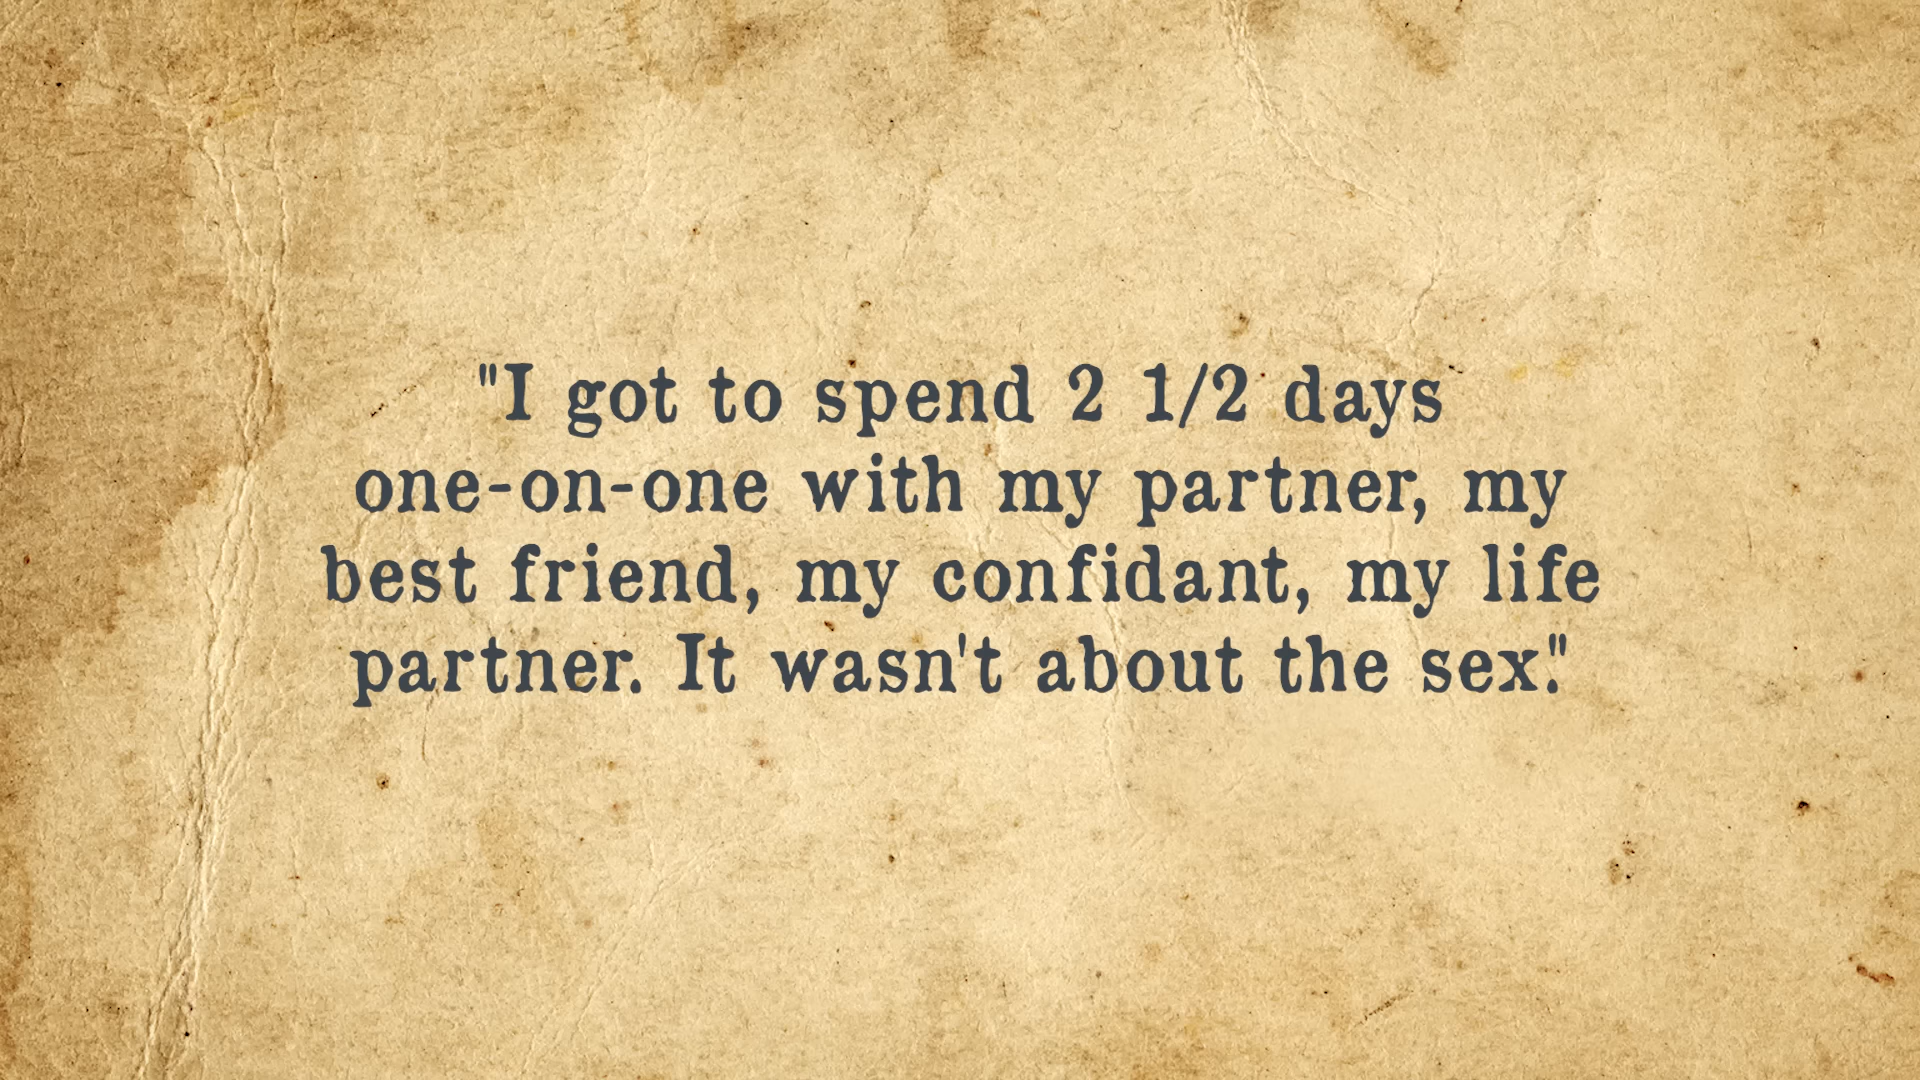 "I got to spend 2 1/2 days
one-on-one with my partner, my
best friend, my confidant, my life
partner. It wasn't about the sex."